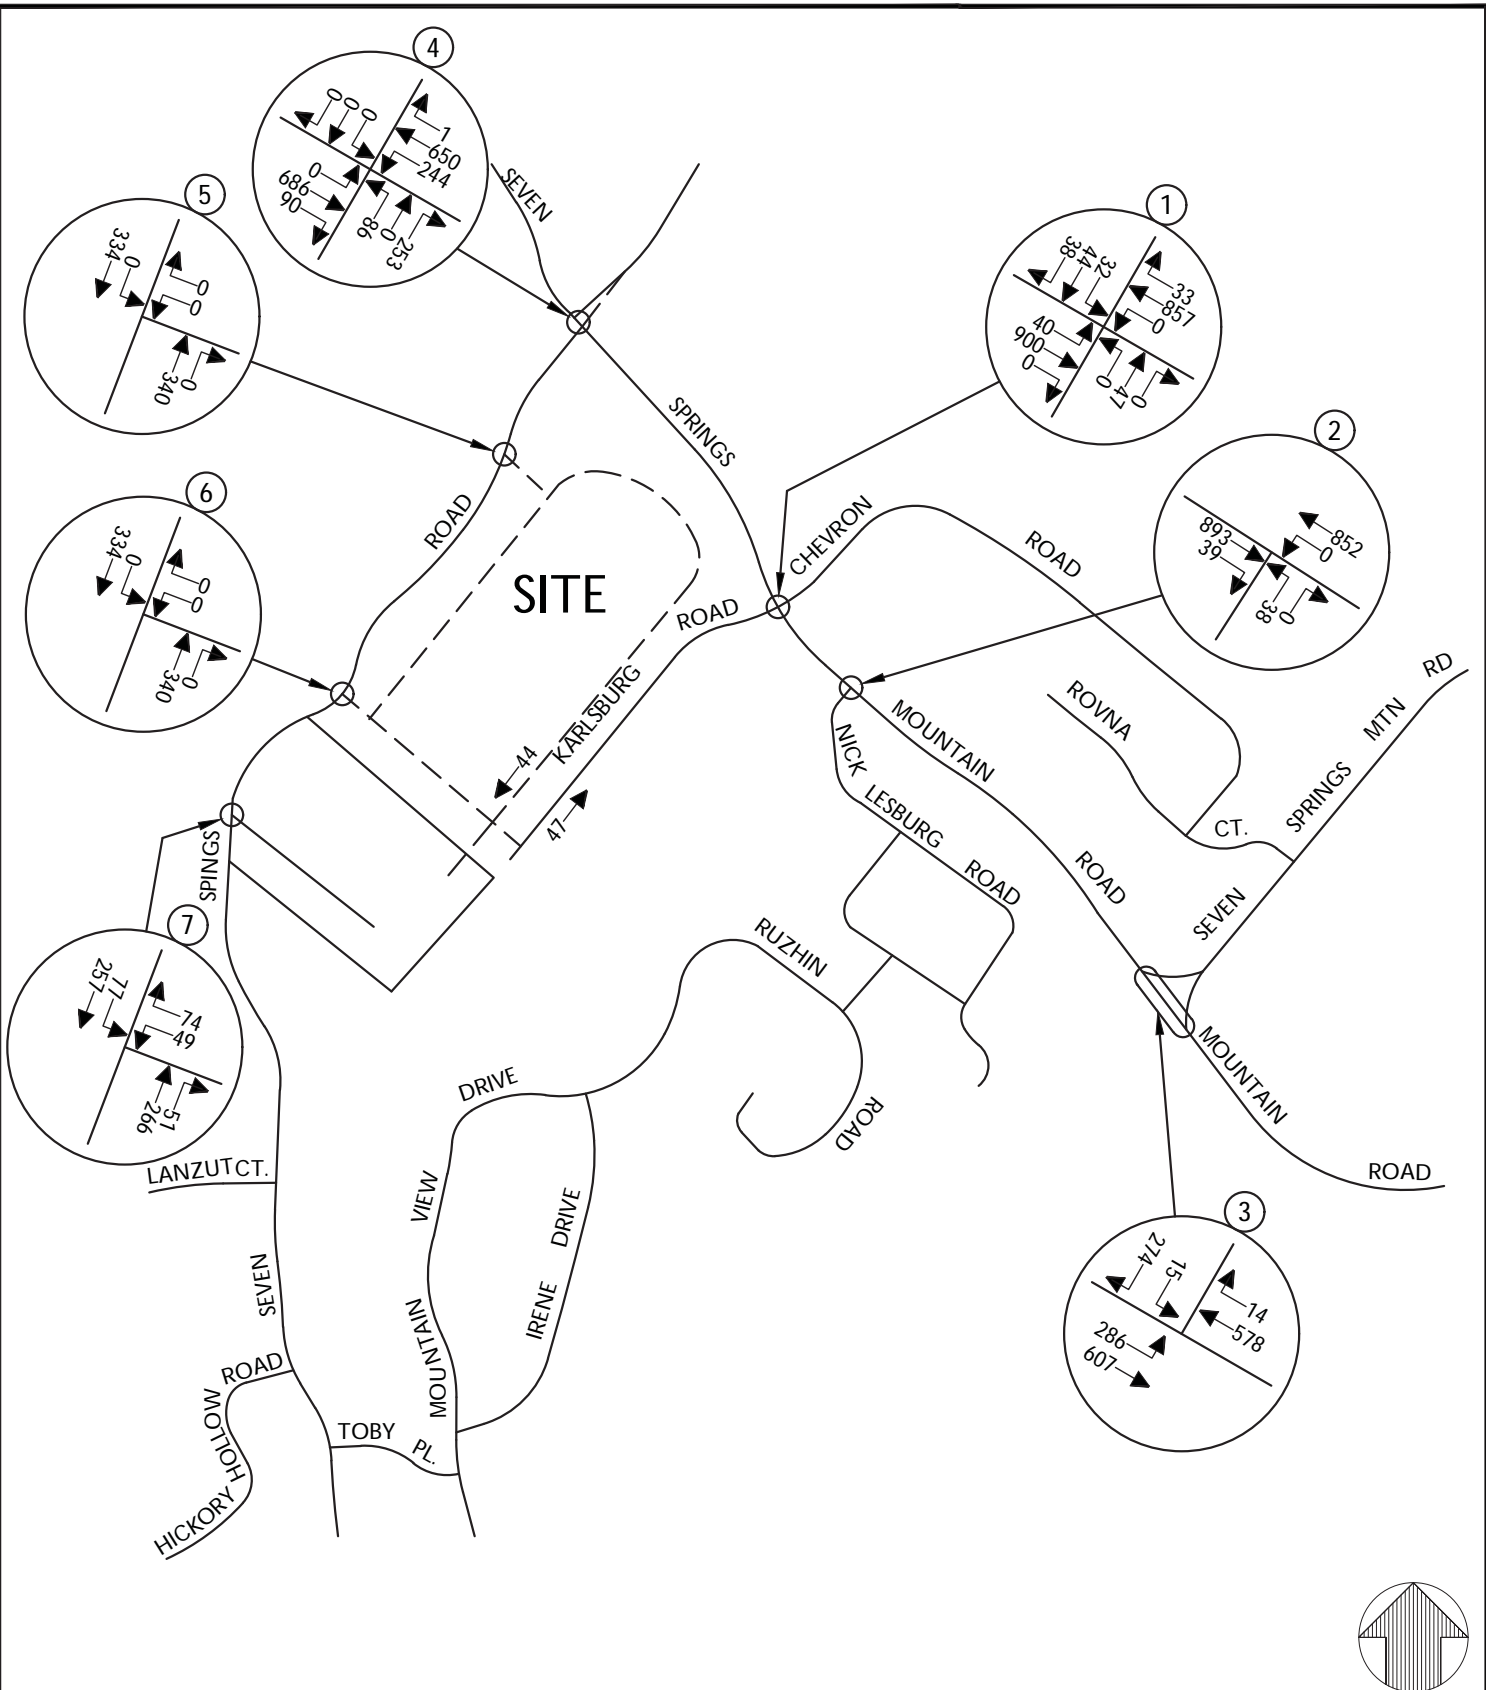 4
0
0
0
1
650
244
0
686
90
86
0
253
SEVEN
5
334
0
0
0
340
0
1
38
44
32
33
857
0
40
900
0
0
47
0
2
852
0
893
39
38
0
SPRINGS
ROAD
SITE
CHEVRON
ROAD
ROAD
KARLSBURG
44
47
6
334
0
0
0
340
0
ROVNA
CT.
SEVEN
SPRINGS
MTN
RD
NICK
LESBURG
ROAD
MOUNTAIN
ROAD
SPINGS
7
257
77
74
49
266
51
RUZHIN
ROAD
DRIVE
VIEW
MOUNTAIN
IRENE
DRIVE
MOUNTAIN
ROAD
LANZUT CT.
SEVEN
3
274
15
14
578
286
607
ROAD
HOLLOW
HICKORY
TOBY
PL.